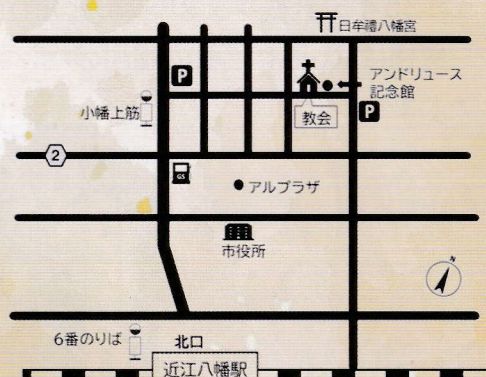 日牟禮八幡宮
P
アンドリュース
記念館
P
教会
小幡上筋
2
GS
アルプラザ
市役所
N
6番のりば
北口
近江八幡駅